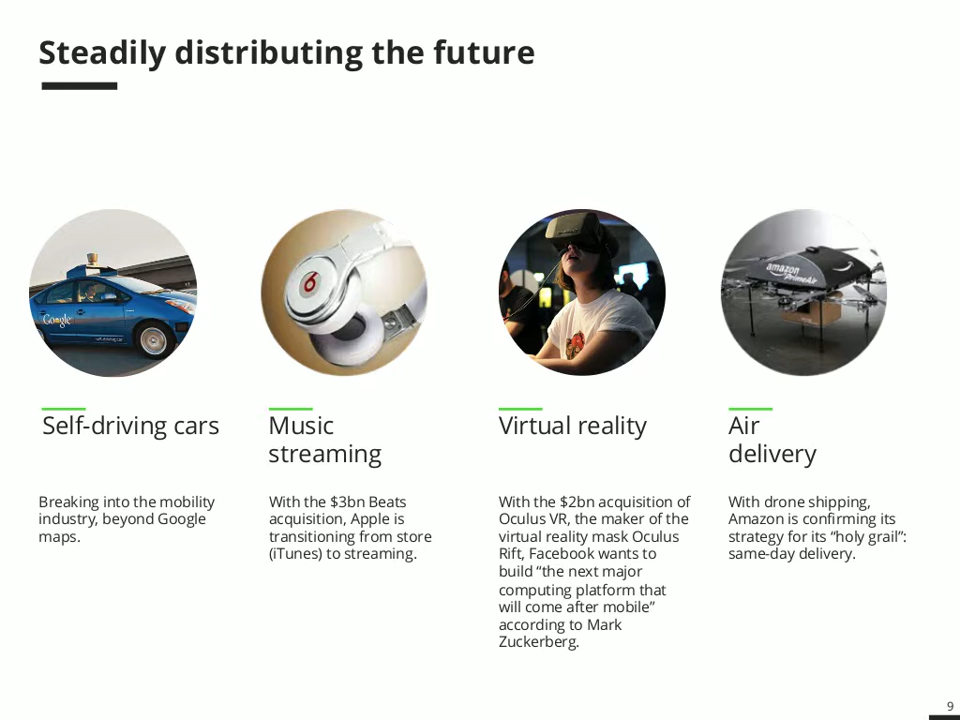 Steadily distributing the future
Google
amazon
PrimeAir
Self-driving cars
Breaking into the mobility
industry, beyond Google
maps.
Music
streaming
With the $3bn Beats
acquisition, Apple is
transitioning from store
(iTunes) to streaming.
Virtual reality
With the $2bn acquisition of
Oculus VR, the maker of the
virtual reality mask Oculus
Rift, Facebook wants to
build “the next major
computing platform that
will come after mobile”
according to Mark
Zuckerberg.
Air
delivery
With drone shipping,
Amazon is confirming its
strategy for its “holy grail”:
same-day delivery.
9